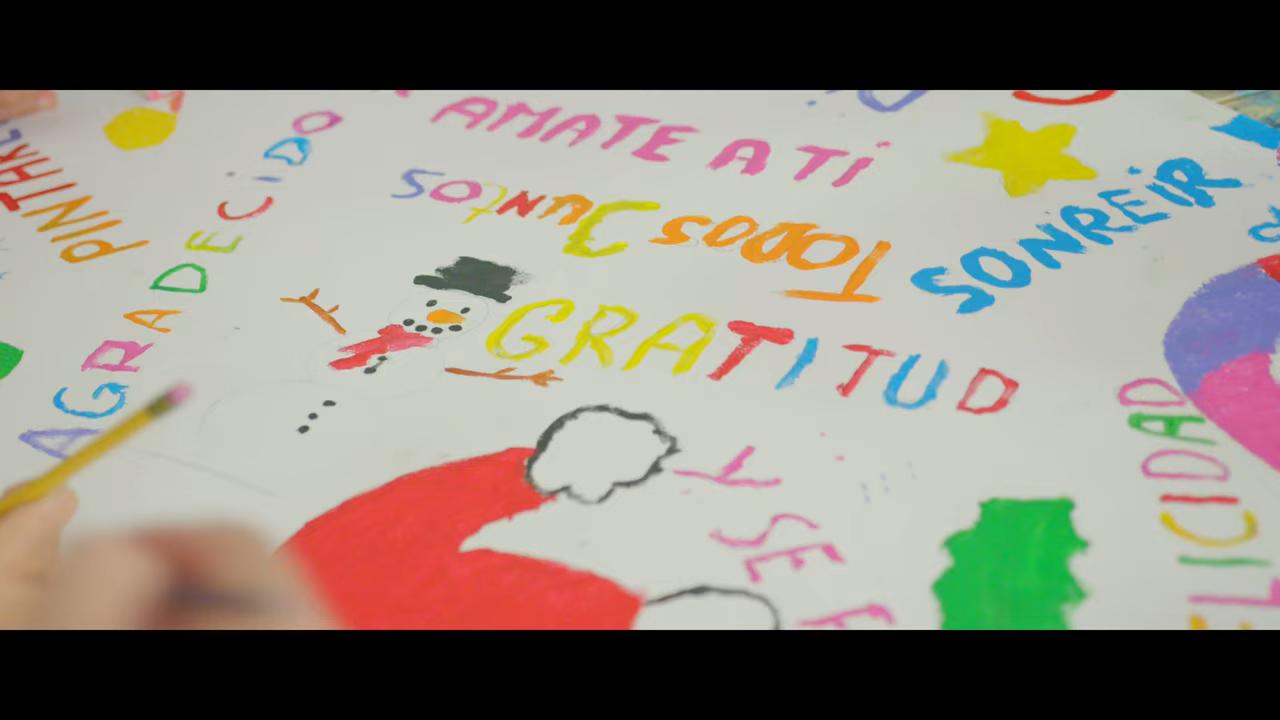 AMATE A Ti
TODOS JUNTOS
SONREiR
PINTAR
AGRADECiDO
GRATITUD
Y SE